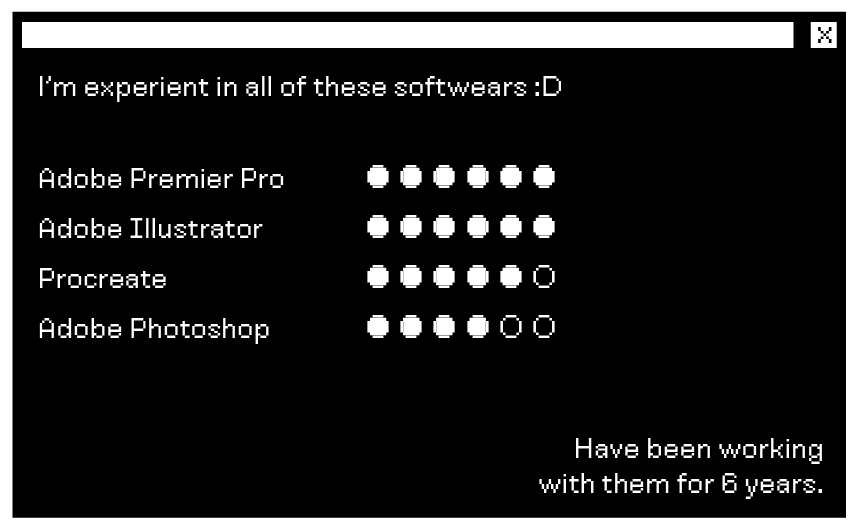 I'm experient in all of these softwears :D
Adobe Premier Pro
Adobe Illustrator
Procreate
Adobe Photoshop
Have been working
with them for 6 years.